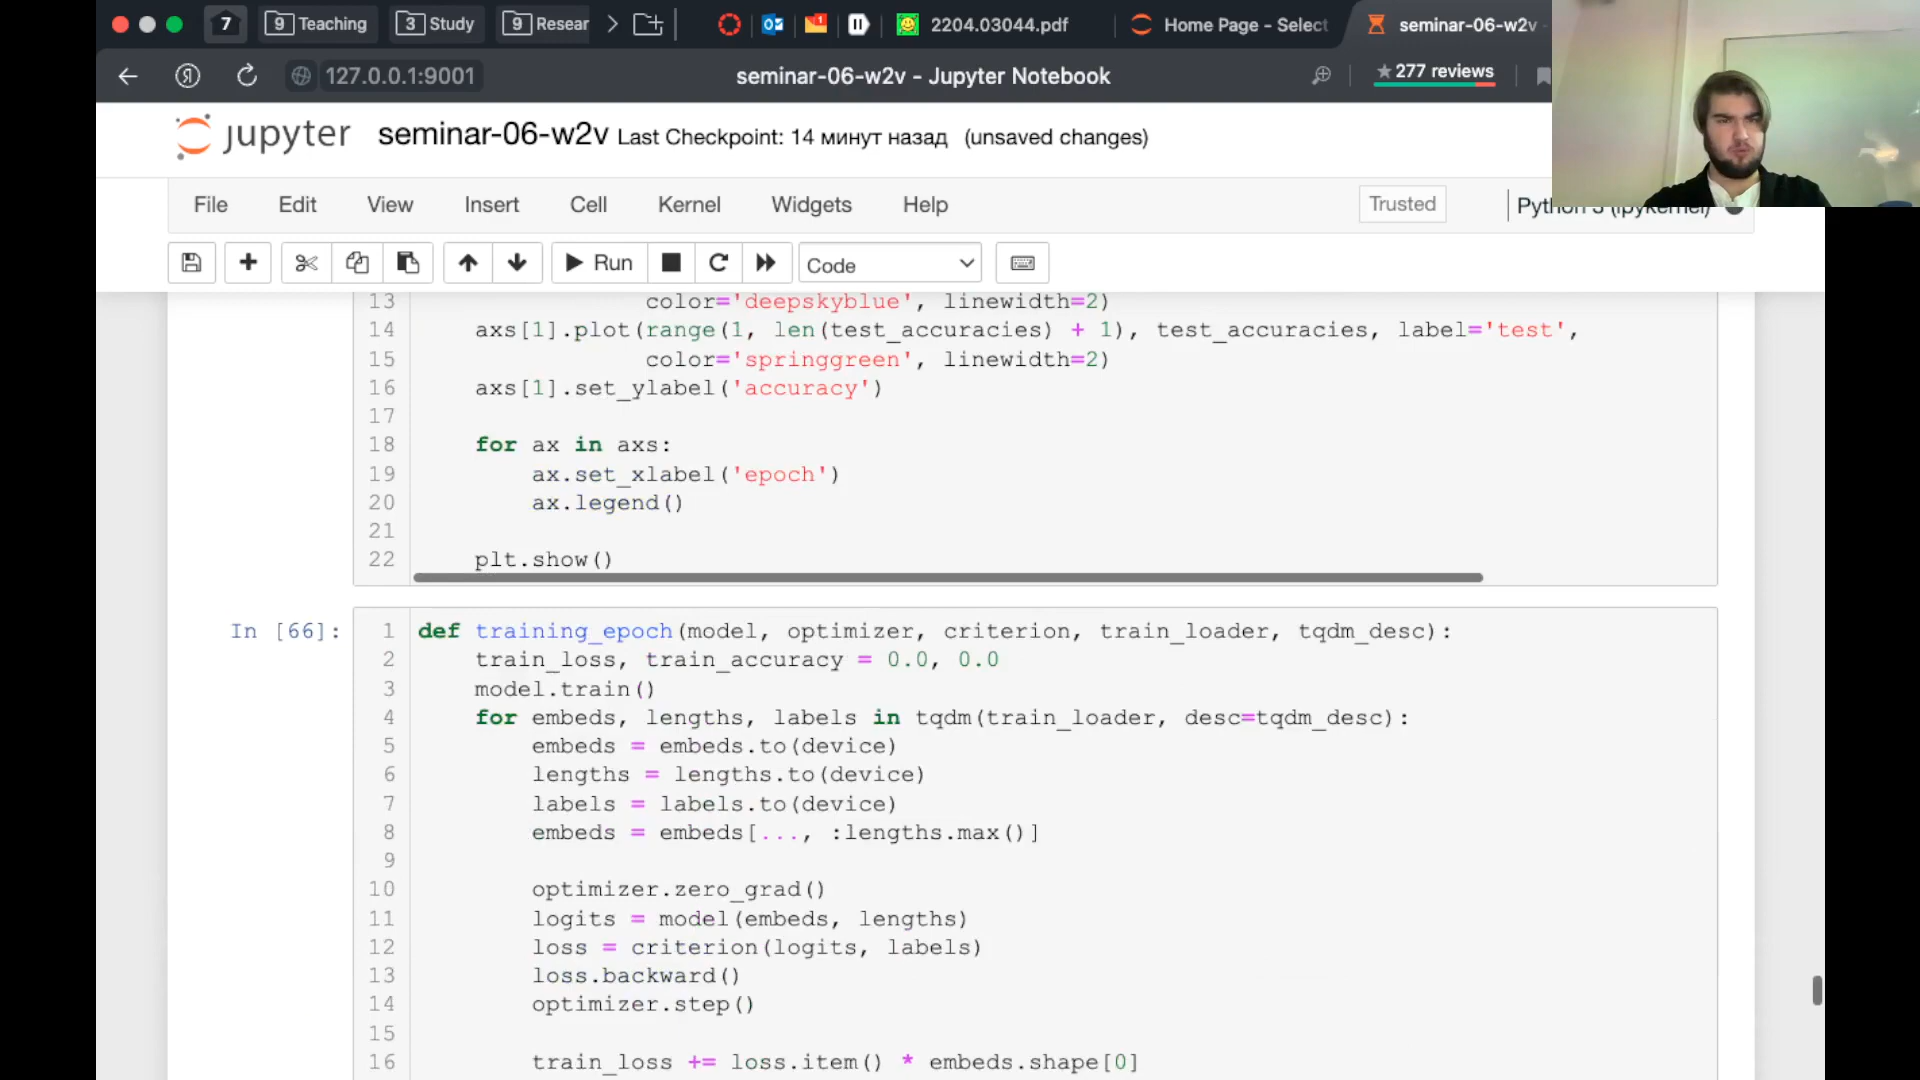 7
9 Teaching
3 Study
9 Resear
2204.03044.pdf
Home Page - Select
seminar-06-w2v
127.0.0.1:9001
seminar-06-w2v - Jupyter Notebook
★277 reviews
jupyter
seminar-06-w2v Last Checkpoint: 14 минут назад (unsaved changes)
File Edit View Insert Cell Kernel Widgets Help
Trusted
Python 3 (ipykernel)
Run
Code
13 color='deepskyblue', linewidth=2)
14 axs[1].plot(range(1, len(test_accuracies) + 1), test_accuracies, label='test',
15 color='springgreen', linewidth=2)
16 axs[1].set_ylabel('accuracy')
17
18 for ax in axs:
19 ax.set_xlabel('epoch')
20 ax.legend()
21
22 plt.show()
In [66]:
1 def training_epoch(model, optimizer, criterion, train_loader, tqdm_desc):
2 train_loss, train_accuracy = 0.0, 0.0
3 model.train()
4 for embeds, lengths, labels in tqdm(train_loader, desc=tqdm_desc):
5 embeds = embeds.to(device)
6 lengths = lengths.to(device)
7 labels = labels.to(device)
8 embeds = embeds[..., :lengths.max()]
9
10 optimizer.zero_grad()
11 logits = model(embeds, lengths)
12 loss = criterion(logits, labels)
13 loss.backward()
14 optimizer.step()
15
16 train_loss += loss.item() * embeds.shape[0]